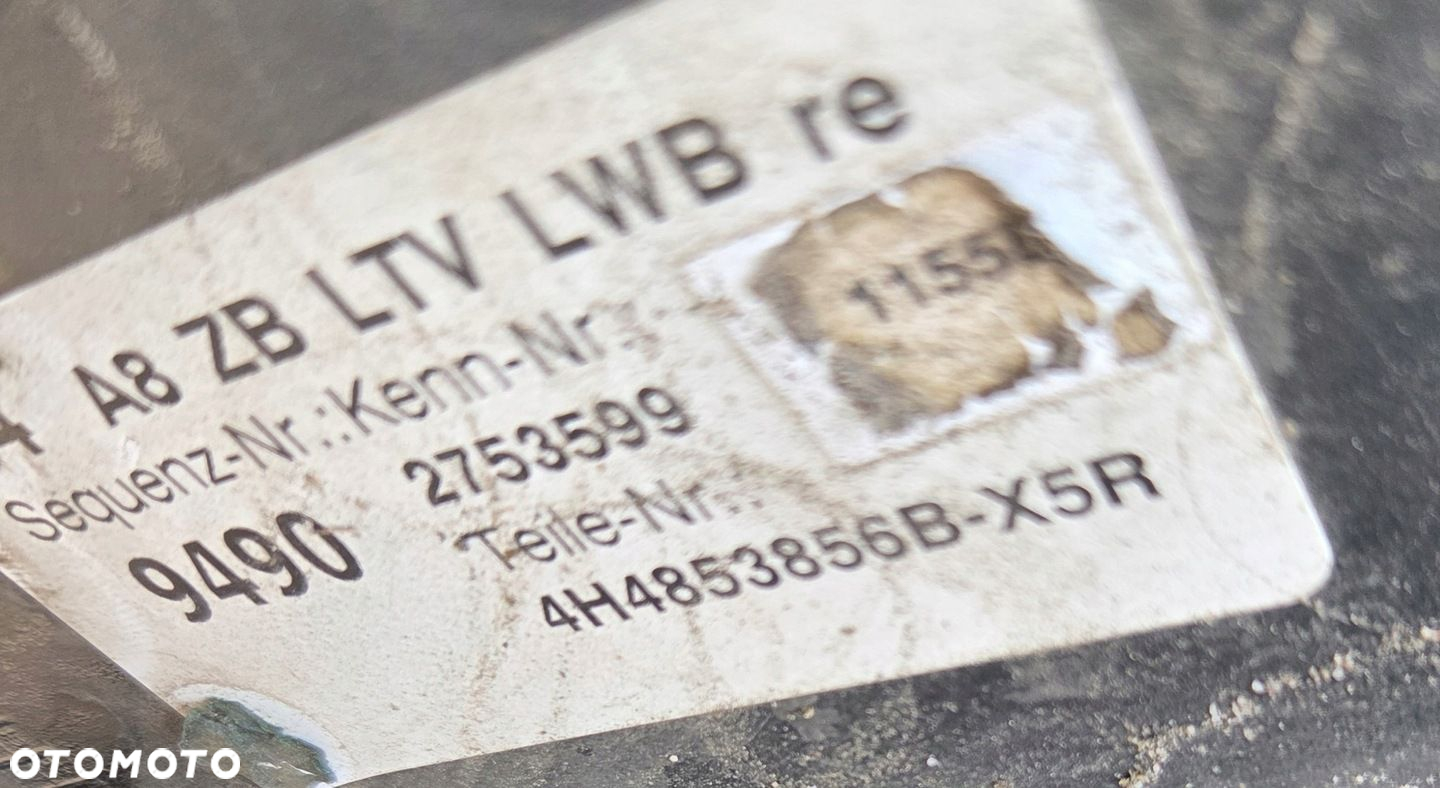 A8 ZB LTV LWB re
Sequenz-Nr.:Kenn-Nr.:
1155
9490 2753599
Teile-Nr.:
4H4853856B-X5R
OTOMOTO